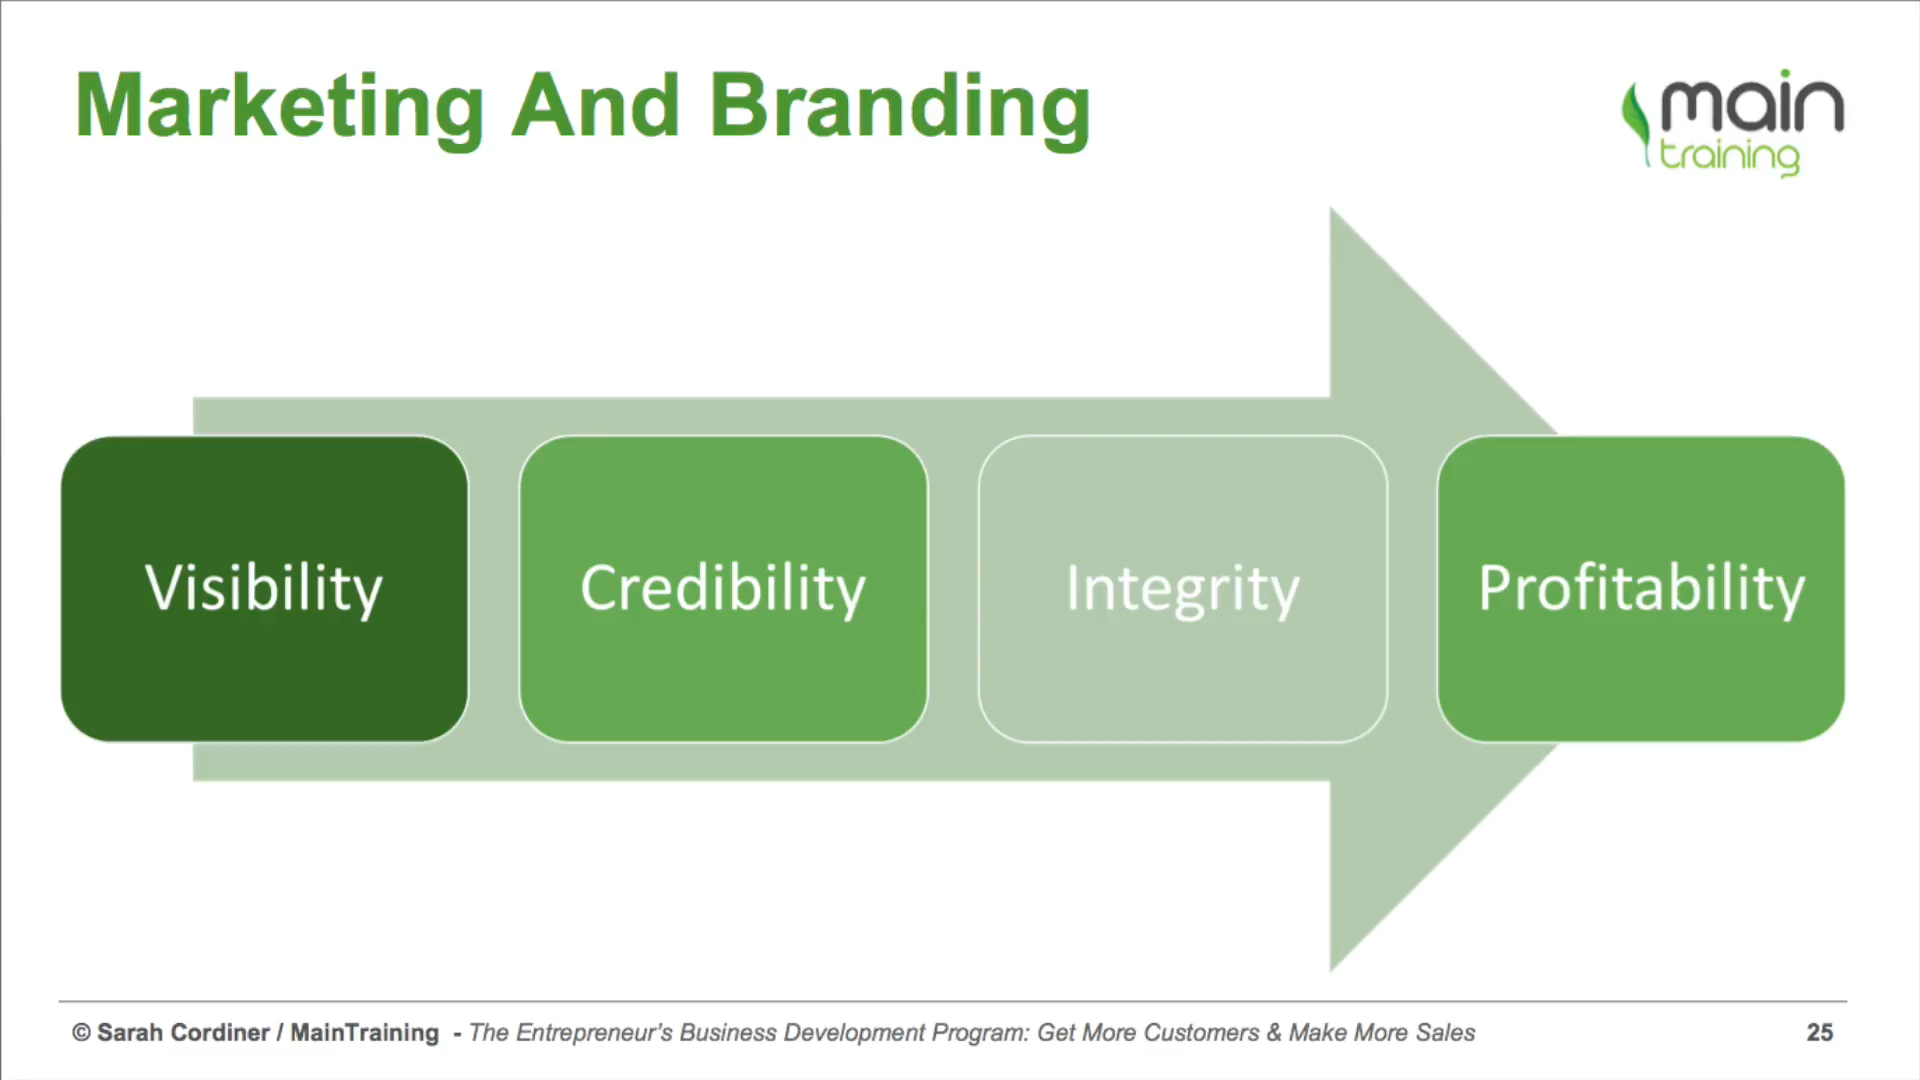 Marketing And Branding
main
training
Visibility
Credibility
Integrity
Profitability
© Sarah Cordiner / MainTraining - The Entrepreneur’s Business Development Program: Get More Customers & Make More Sales
25